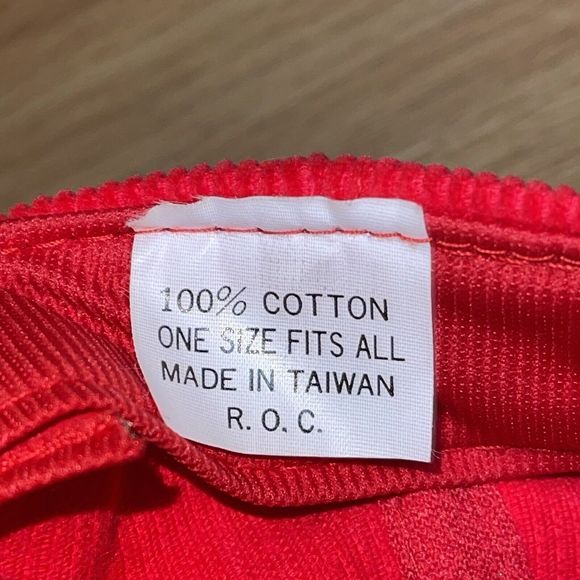 100% COTTON
ONE SIZE FITS ALL
MADE IN TAIWAN
R. O. C.